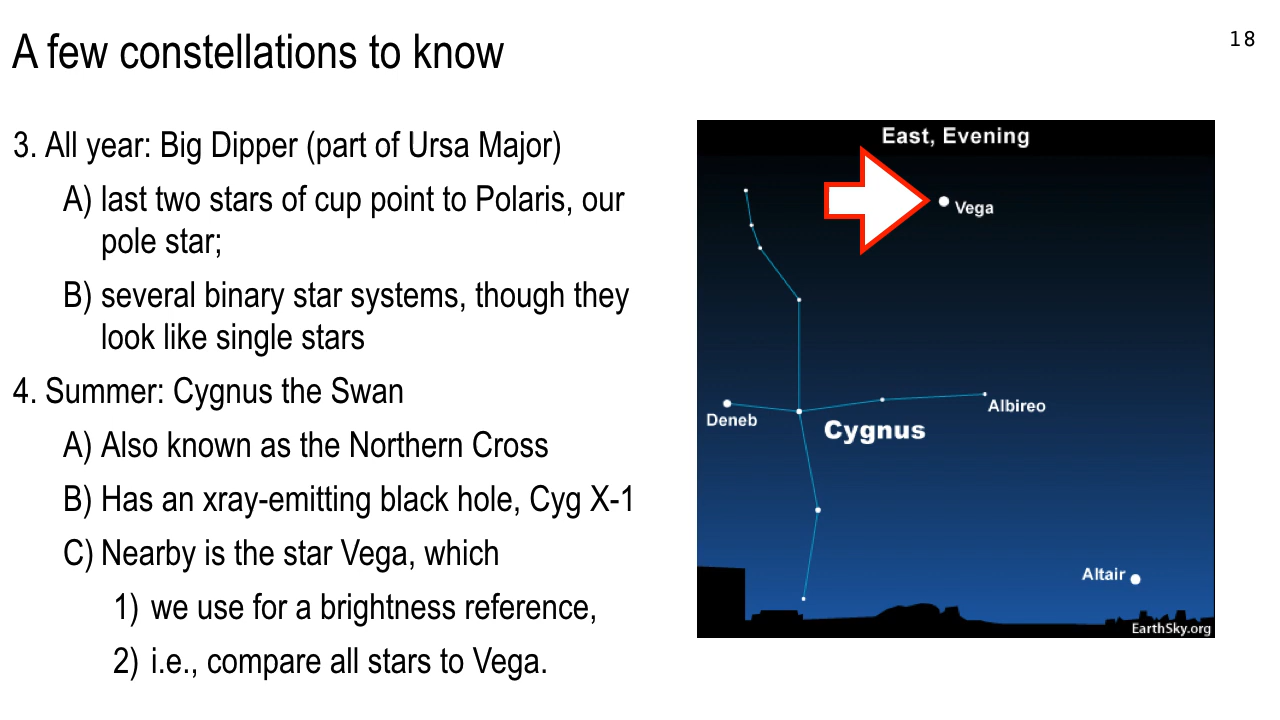 A few constellations to know
18
3. All year: Big Dipper (part of Ursa Major)
A) last two stars of cup point to Polaris, our
pole star;
B) several binary star systems, though they
look like single stars
4. Summer: Cygnus the Swan
A) Also known as the Northern Cross
B) Has an xray-emitting black hole, Cyg X-1
C) Nearby is the star Vega, which
1) we use for a brightness reference,
2) i.e., compare all stars to Vega.
East, Evening
Vega
Deneb
Albireo
Cygnus
Altair
EarthSky.org